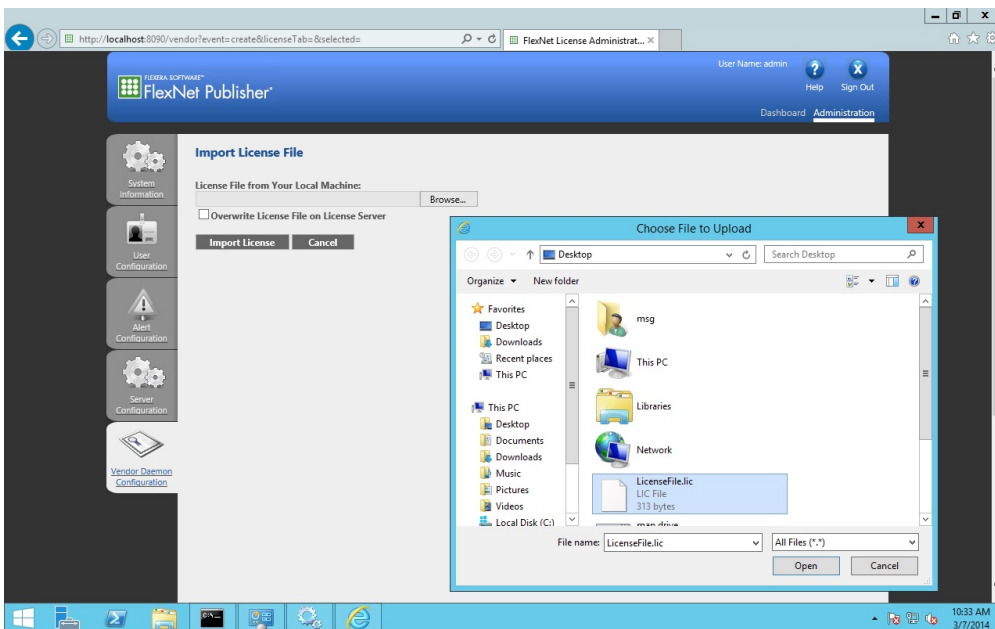 http://localhost:8090/vendor?event=create&licenseTab=&selected=
FlexNet License Administrat...
FLEXERA SOFTWARE™
FlexNet Publisher
User Name: admin
Help
Sign Out
Dashboard
Administration
System
Information
User
Configuration
Alert
Configuration
Server
Configuration
Vendor Daemon
Configuration
Import License File
License File from Your Local Machine:
Browse...
Overwrite License File on License Server
Import License
Cancel
Choose File to Upload
Desktop
Search Desktop
Organize
New folder
Favorites
Desktop
Downloads
Recent places
This PC
This PC
Desktop
Documents
Downloads
Music
Pictures
Videos
Local Disk (C:)
msg
This PC
Libraries
Network
LicenseFile.lic
LIC File
313 bytes
map drive
File name: LicenseFile.lic
All Files (*.*)
Open
Cancel
10:33 AM
3/7/2014